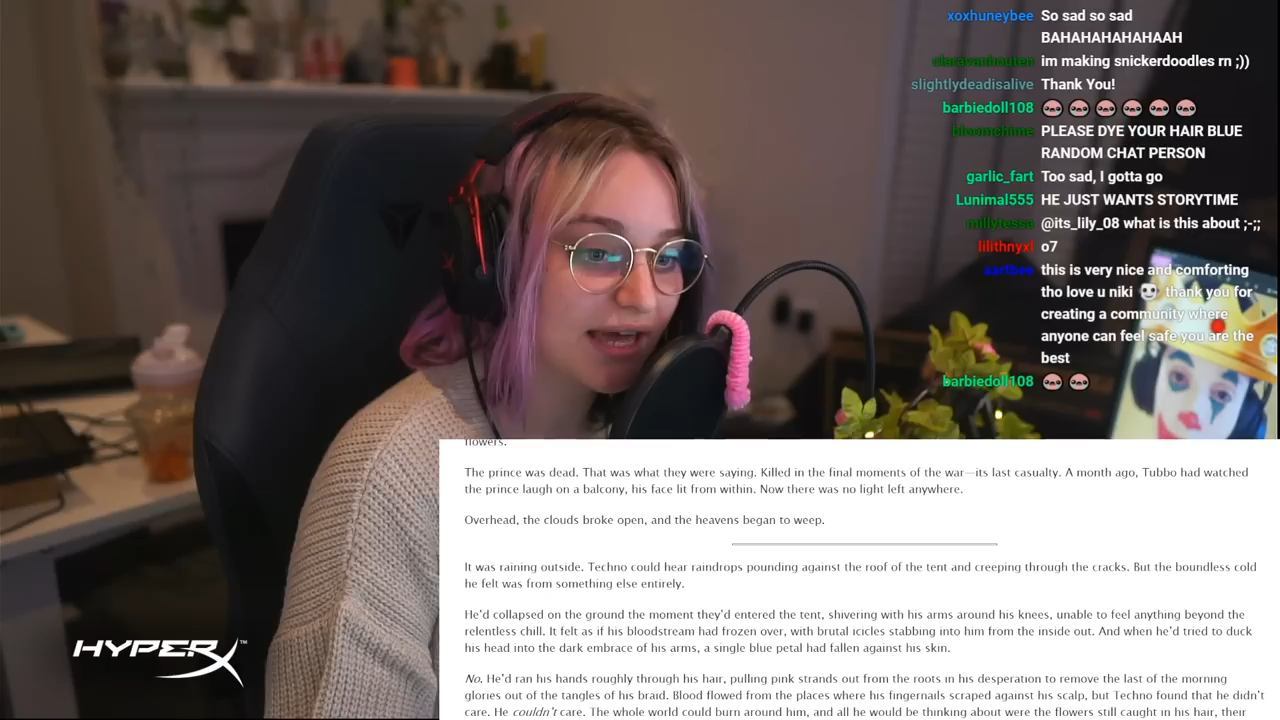 xoxhuneybee So sad so sad
BAHAHAHAHAHAAH
claravanhouten im making snickerdoodles rn ;))
slightlydeadisalive Thank You!
barbiedoll108
bloomchime PLEASE DYE YOUR HAIR BLUE
RANDOM CHAT PERSON
garlic_fart Too sad, I gotta go
Lunimal555 HE JUST WANTS STORYTIME
millytessa @its_lily_08 what is this about ;-;;
lilithnyxl o7
this is very nice and comforting
tho love u niki thank you for
creating a community where
anyone can feel safe you are the
best
barbiedoll108
flowers.
The prince was dead. That was what they were saying. Killed in the final moments of the war—its last casualty. A month ago, Tubbo had watched
the prince laugh on a balcony, his face lit from within. Now there was no light left anywhere.
Overhead, the clouds broke open, and the heavens began to weep.
It was raining outside. Techno could hear raindrops pounding against the roof of the tent and creeping through the cracks. But the boundless cold
he felt was from something else entirely.
He'd collapsed on the ground the moment they'd entered the tent, shivering with his arms around his knees, unable to feel anything beyond the
relentless chill. It felt as if his bloodstream had frozen over, with brutal icicles stabbing into him from the inside out. And when he'd tried to duck
his head into the dark embrace of his arms, a single blue petal had fallen against his skin.
No. He'd ran his hands roughly through his hair, pulling pink strands out from the roots in his desperation to remove the last of the morning
glories out of the tangles of his braid. Blood flowed from the places where his fingernails scraped against his scalp, but Techno found that he didn't
care. He couldn't care. The whole world could burn around him, and all he would be thinking about were the flowers still caught in his hair, their
HYPERX™